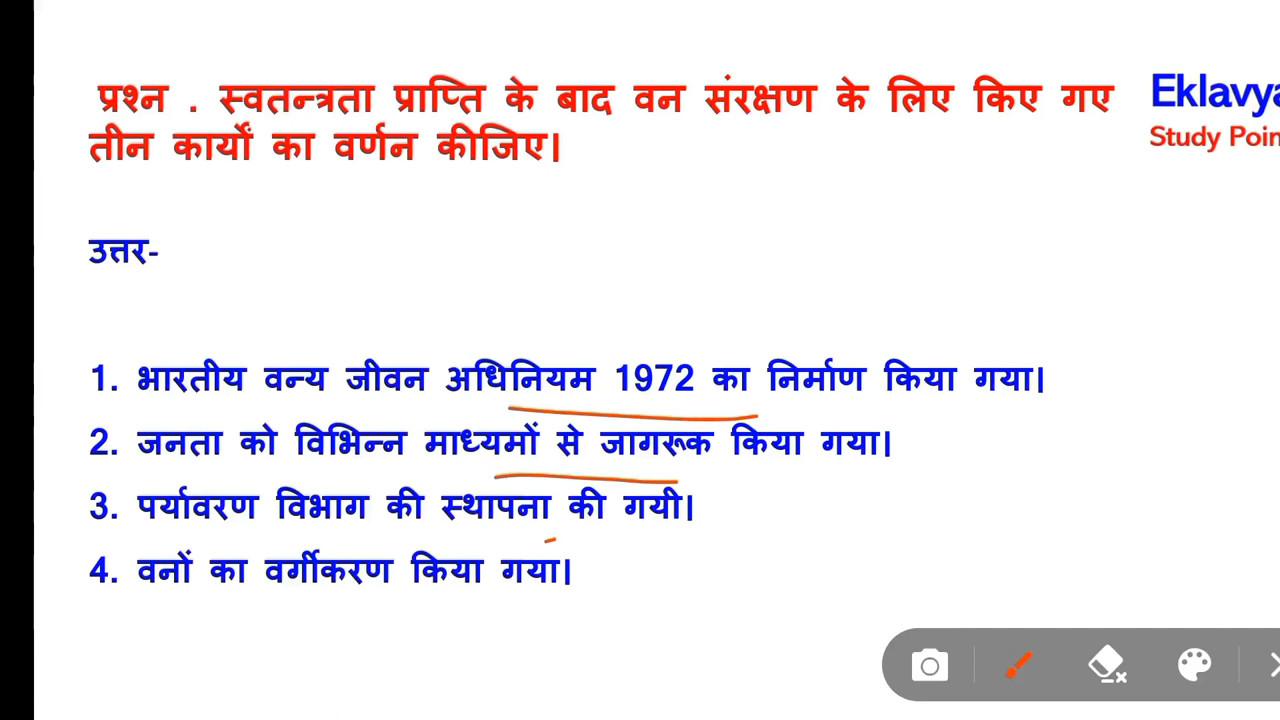 प्रश्न . स्वतन्त्रता प्राप्ति के बाद वन संरक्षण के लिए किए गए
तीन कार्यों का वर्णन कीजिए।
Eklavya
Study Poin
उत्तर-
1. भारतीय वन्य जीवन अधिनियम 1972 का निर्माण किया गया।
2. जनता को विभिन्न माध्यमों से जागरूक किया गया।
3. पर्यावरण विभाग की स्थापना की गयी।
4. वनों का वर्गीकरण किया गया।